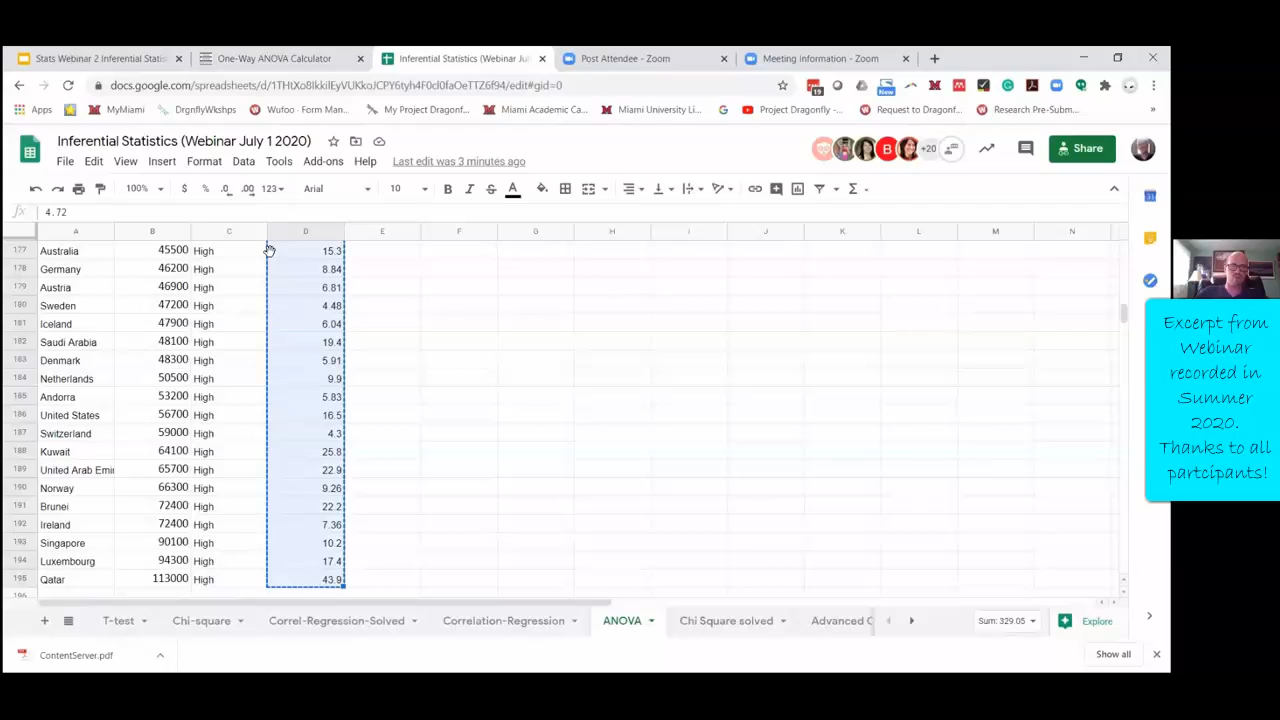 Stats Webinar 2 Inferential Statis
One-Way ANOVA Calculator
Inferential Statistics (Webinar Jul
Post Attendee - Zoom
Meeting Information - Zoom
docs.google.com/spreadsheets/d/1THtXo8IkkilEyVUKkoJCPY6tyh4F0cl0faOeTTZ6f94/edit#gid=0
19
New
Apps
MyMiami
DrgnflyWkshps
Wufoo - Form Man...
My Project Dragonfl...
Miami Academic Ca...
Miami University Li...
Project Dragonflly -...
Request to Dragonf...
Research Pre-Subm...
Inferential Statistics (Webinar July 1 2020)
B
+20
Share
File Edit View Insert Format Data Tools Add-ons Help Last edit was 3 minutes ago
100% $ % .0 .00 123 Arial 10 B I S A
fx 4.72
A B C D E F G H I J K L M N
177 Australia 45500 High 15.3
178 Germany 46200 High 8.84
179 Austria 46900 High 6.81
180 Sweden 47200 High 4.48
181 Iceland 47900 High 6.04
182 Saudi Arabia 48100 High 19.4
183 Denmark 48300 High 5.91
184 Netherlands 50500 High 9.9
185 Andorra 53200 High 5.83
186 United States 56700 High 16.5
187 Switzerland 59000 High 4.3
188 Kuwait 64100 High 25.8
189 United Arab Emir 65700 High 22.9
190 Norway 66300 High 9.26
191 Brunei 72400 High 22.2
192 Ireland 72400 High 7.36
193 Singapore 90100 High 10.2
194 Luxembourg 94300 High 17.4
195 Qatar 113000 High 43.9
196
T-test
Chi-square
Correl-Regression-Solved
Correlation-Regression
ANOVA
Chi Square solved
Advanced C
Sum: 329.05
Explore
ContentServer.pdf
Show all
Excerpt from
Webinar
recorded in
Summer
2020.
Thanks to all
partcipants!